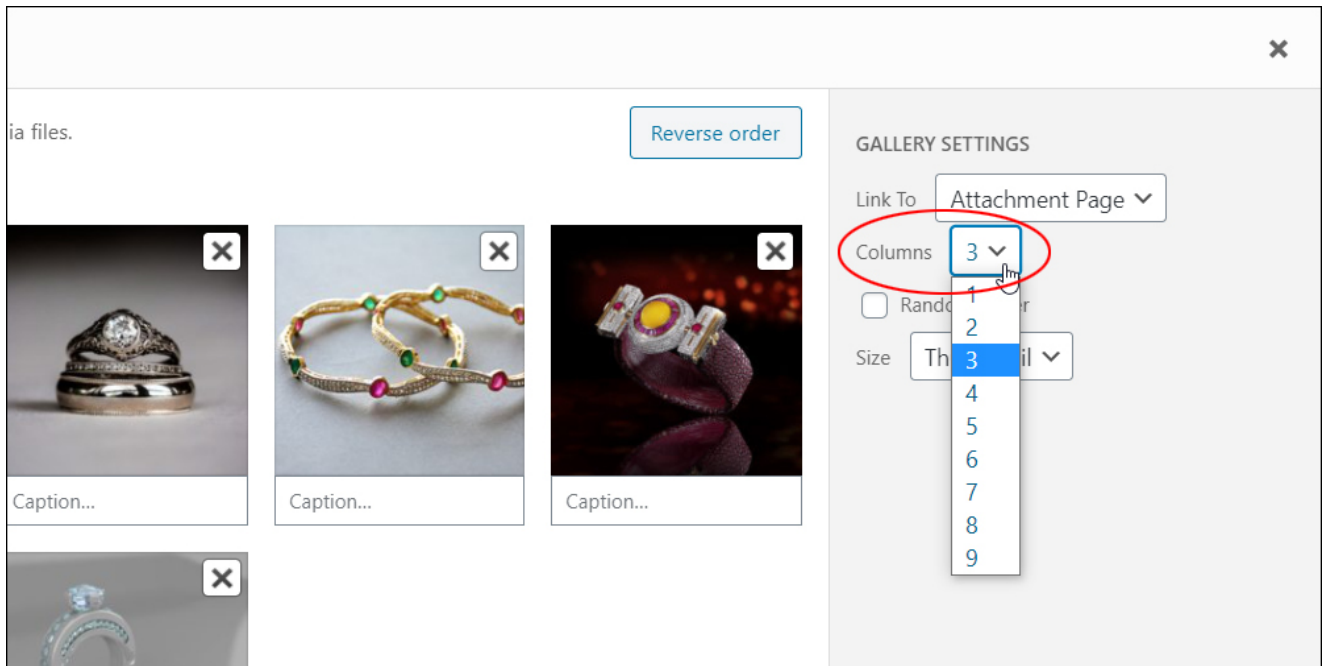 ia files.
Reverse order
Caption...
Caption...
Caption...
GALLERY SETTINGS
Link To
Attachment Page
Columns
3
1
2
3
4
5
6
7
8
9
Size